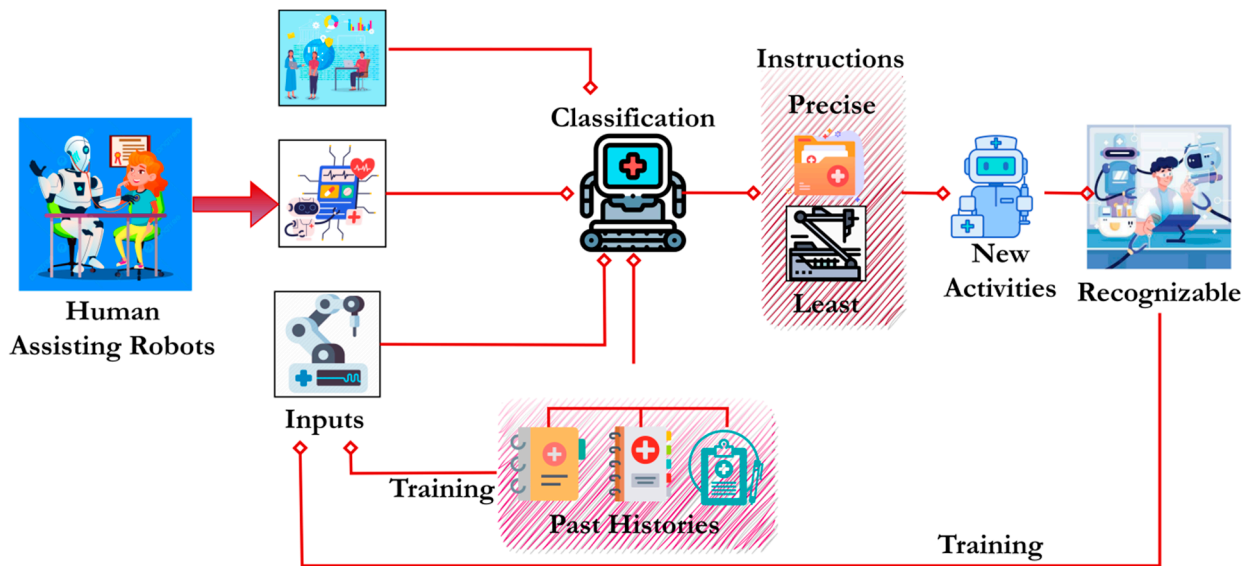 Instructions
Precise
Classification
Least
New
Activities
Recognizable
Human
Assisting Robots
Inputs
Training
Past Histories
Training